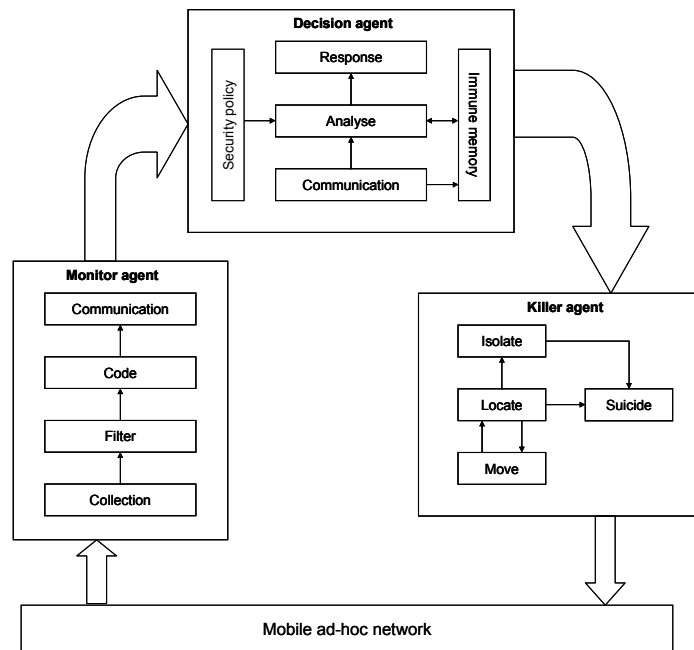 Decision agent
Response
Security policy
Analyse
Immune memory
Communication
Monitor agent
Communication
Code
Filter
Collection
Killer agent
Isolate
Locate
Suicide
Move
Mobile ad-hoc network